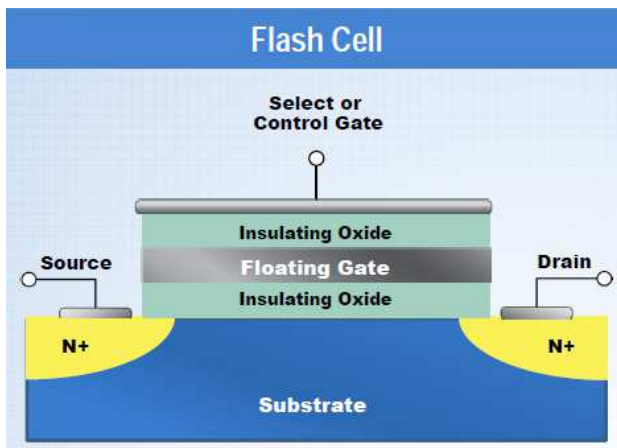 Flash Cell
Select or
Control Gate
Insulating Oxide
Source
Floating Gate
Drain
Insulating Oxide
N+
N+
Substrate